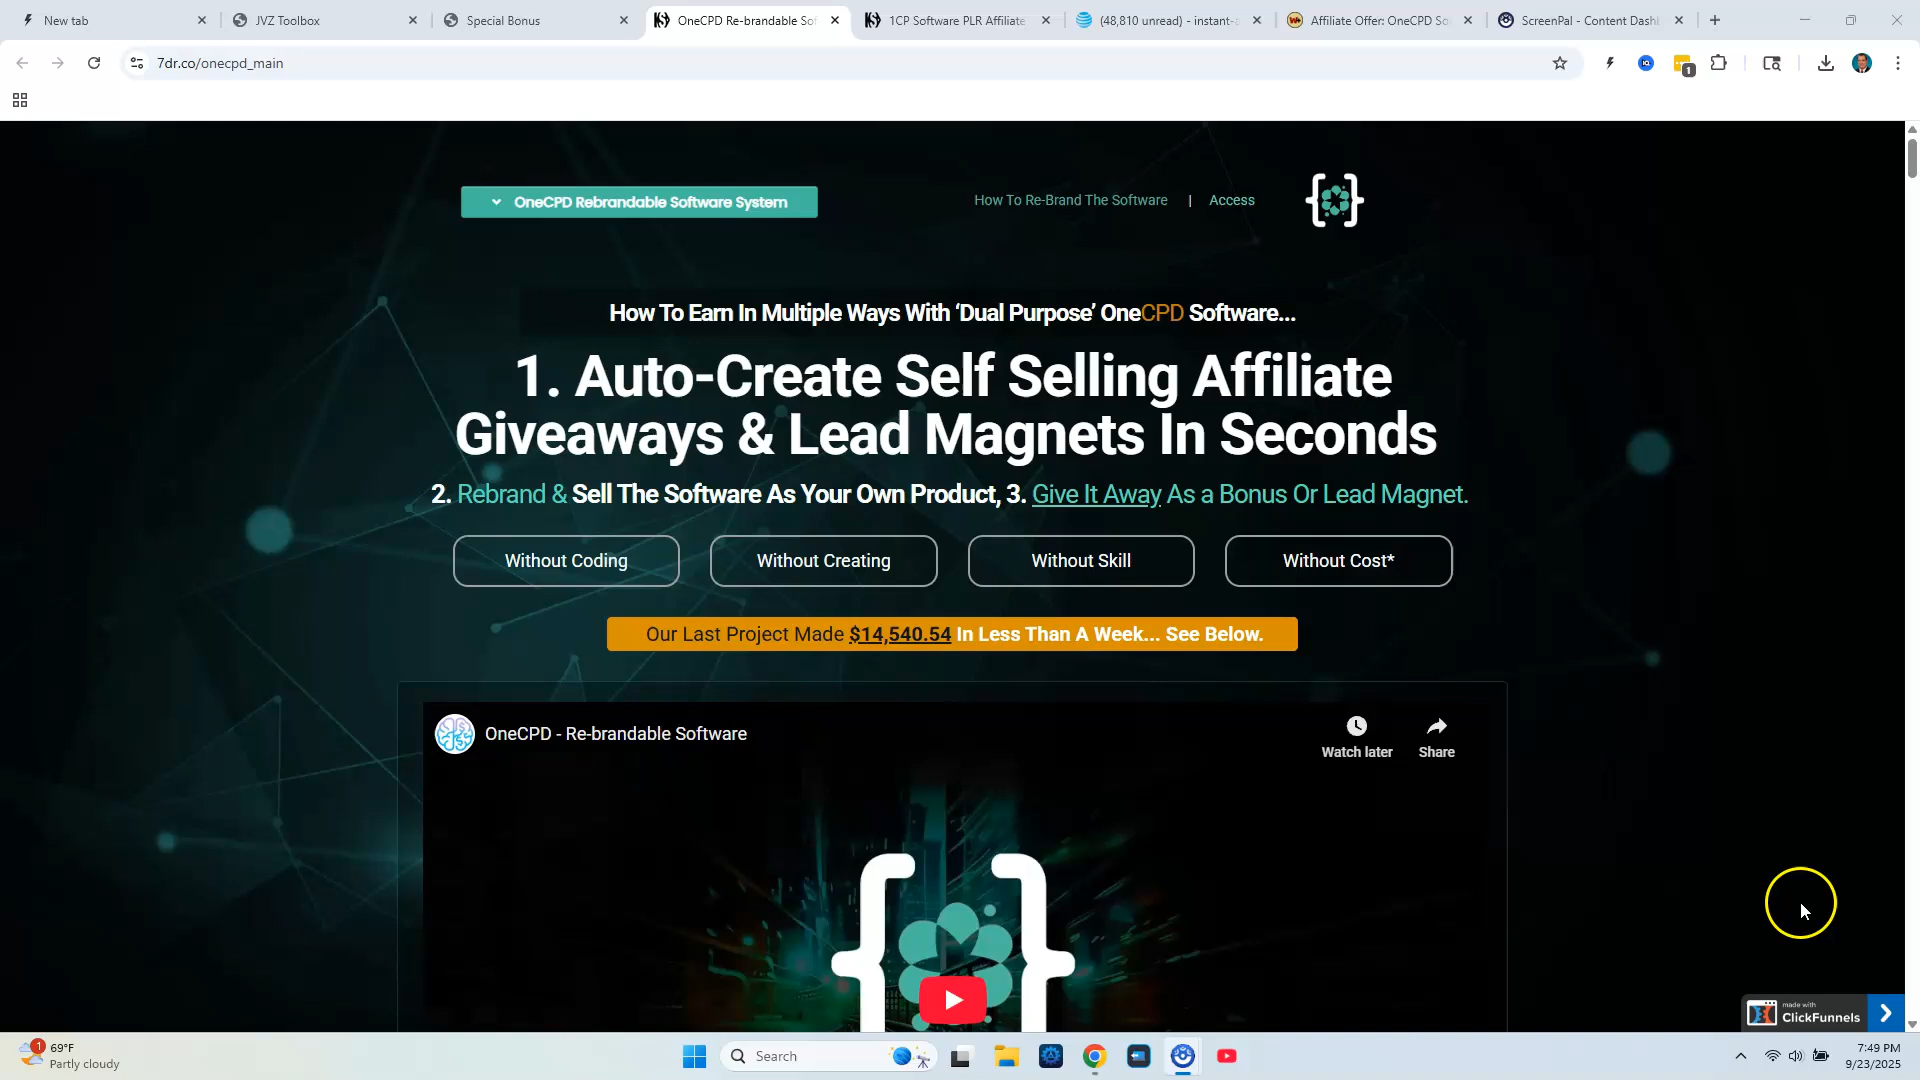 New tab
JVZ Toolbox
Special Bonus
OneCPD Re-brandable Sof
1CP Software PLR Affiliate
(48,810 unread) - instant-a
Affiliate Offer: OneCPD So
ScreenPal - Content Dash
7dr.co/onecpd_main
1
OneCPD Rebrandable Software System
How To Re-Brand The Software | Access
How To Earn In Multiple Ways With ‘Dual Purpose’ OneCPD Software...
1. Auto-Create Self Selling Affiliate
Giveaways & Lead Magnets In Seconds
2. Rebrand & Sell The Software As Your Own Product, 3. Give It Away As a Bonus Or Lead Magnet.
Without Coding
Without Creating
Without Skill
Without Cost*
Our Last Project Made $14,540.54 In Less Than A Week... See Below.
OneCPD - Re-brandable Software
Watch later
Share
made with
ClickFunnels
1
69°F
Partly cloudy
Search
7:49 PM
9/23/2025